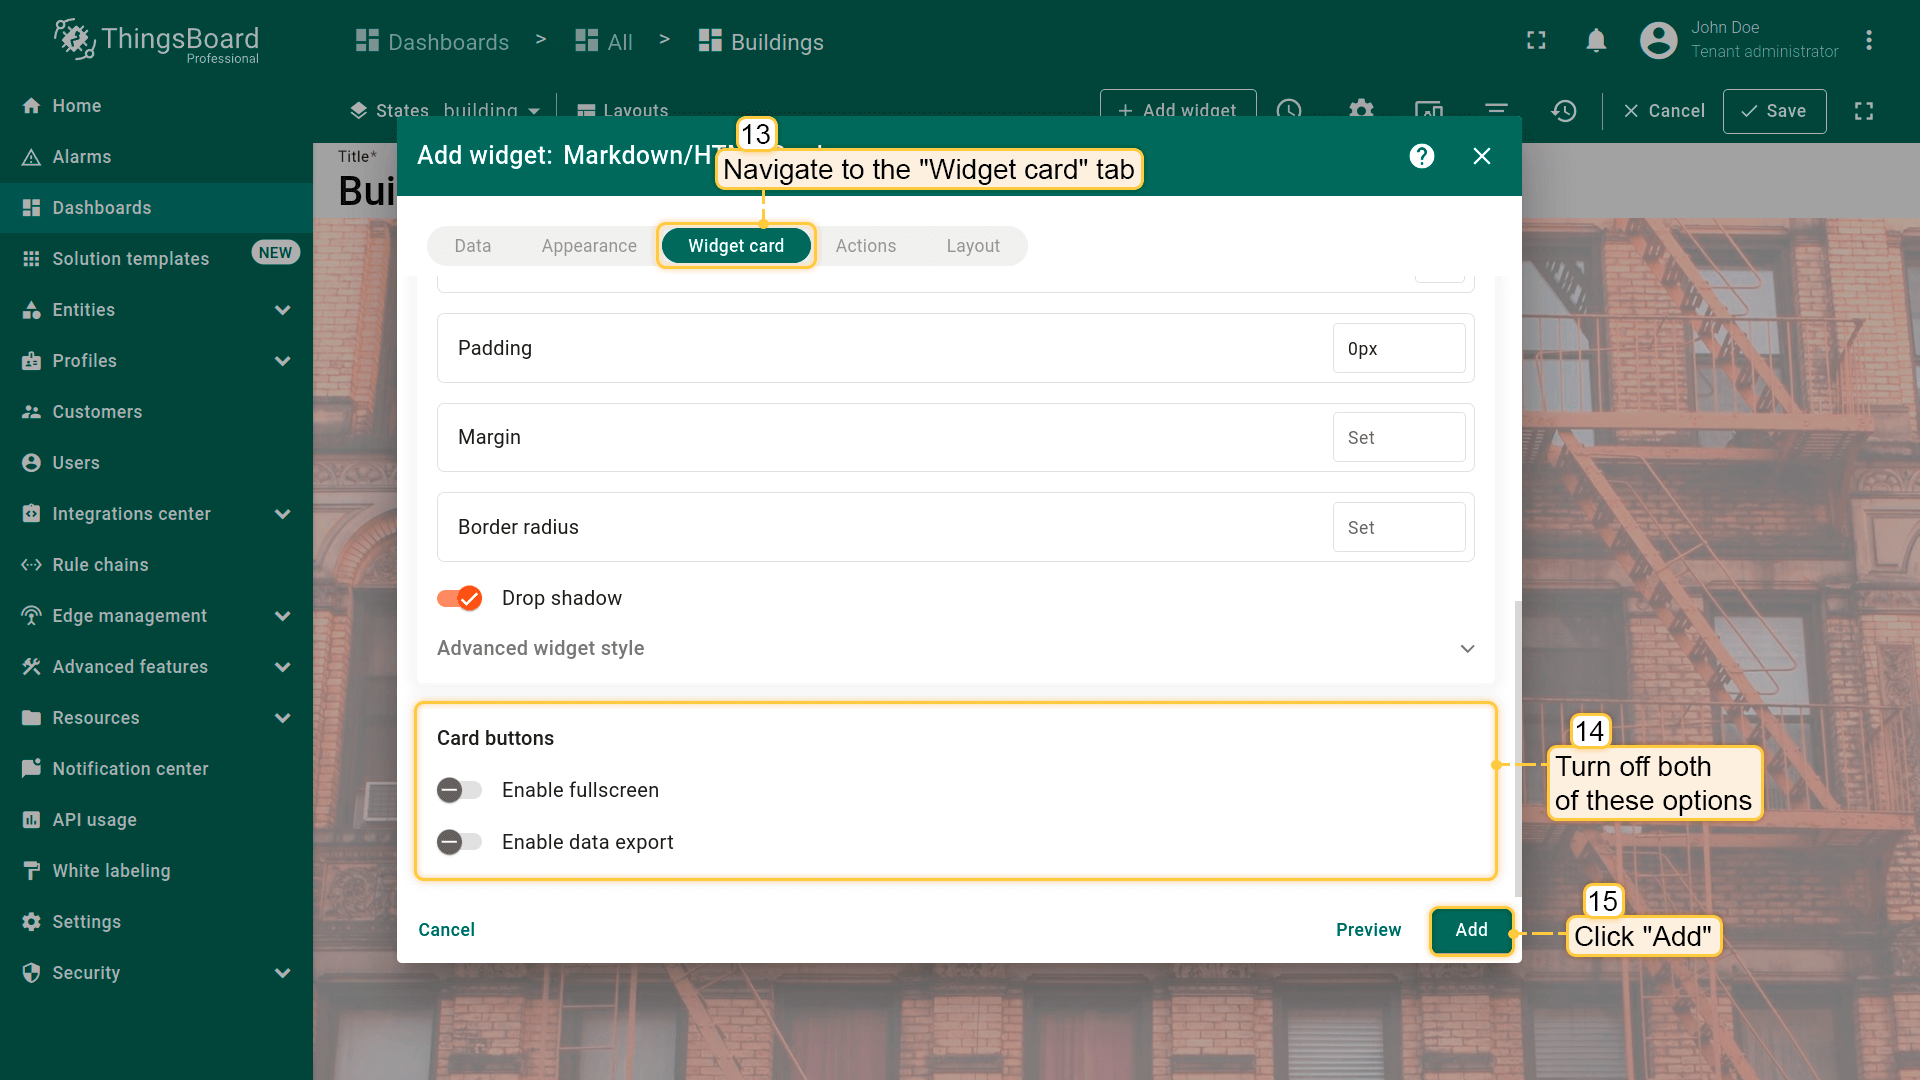 ThingsBoard
Professional
Dashboards > All > Buildings
John Doe
Tenant administrator
Home
Alarms
Dashboards
Solution templates NEW
Entities
Profiles
Customers
Users
Integrations center
Rule chains
Edge management
Advanced features
Resources
Notification center
API usage
White labeling
Settings
Security
States building
Layouts
+ Add widget
Cancel
Save
Title*
Bui
Add widget: Markdown/HT
13
Navigate to the "Widget card" tab
Data
Appearance
Widget card
Actions
Layout
Padding
0px
Margin
Set
Border radius
Set
Drop shadow
Advanced widget style
Card buttons
Enable fullscreen
Enable data export
14
Turn off both
of these options
Cancel
Preview
Add
15
Click "Add"